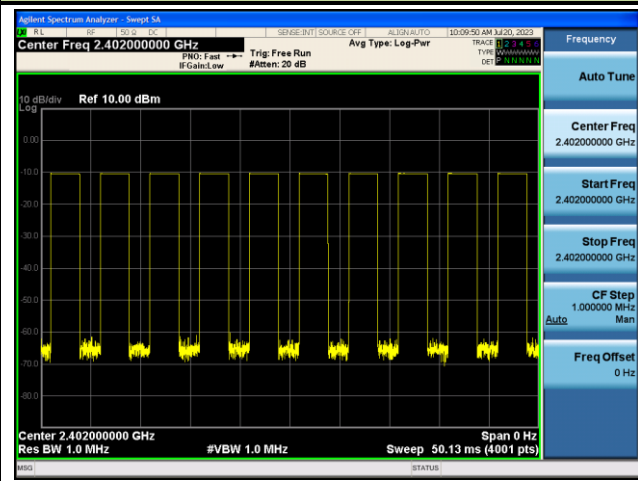 Agilent Spectrum Analyzer - Swept SA
RL RF 50 Ω DC SENSE:INT SOURCE OFF ALIGN AUTO 10:09:50 AM Jul 20, 2023
Center Freq 2.402000000 GHz
PNO: Fast
IFGain:Low
Trig: Free Run
#Atten: 20 dB
Avg Type: Log-Pwr
TRACE 1 2 3 4 5 6
TYPE
DET P N N N N N
Frequency
Auto Tune
Center Freq
2.402000000 GHz
Start Freq
2.402000000 GHz
Stop Freq
2.402000000 GHz
CF Step
1.000000 MHz
Auto Man
Freq Offset
0 Hz
10 dB/div Ref 10.00 dBm
Log
0.00
-10.0
-20.0
-30.0
-40.0
-50.0
-60.0
-70.0
-80.0
Center 2.402000000 GHz Span 0 Hz
Res BW 1.0 MHz #VBW 1.0 MHz Sweep 50.13 ms (4001 pts)
MSG STATUS